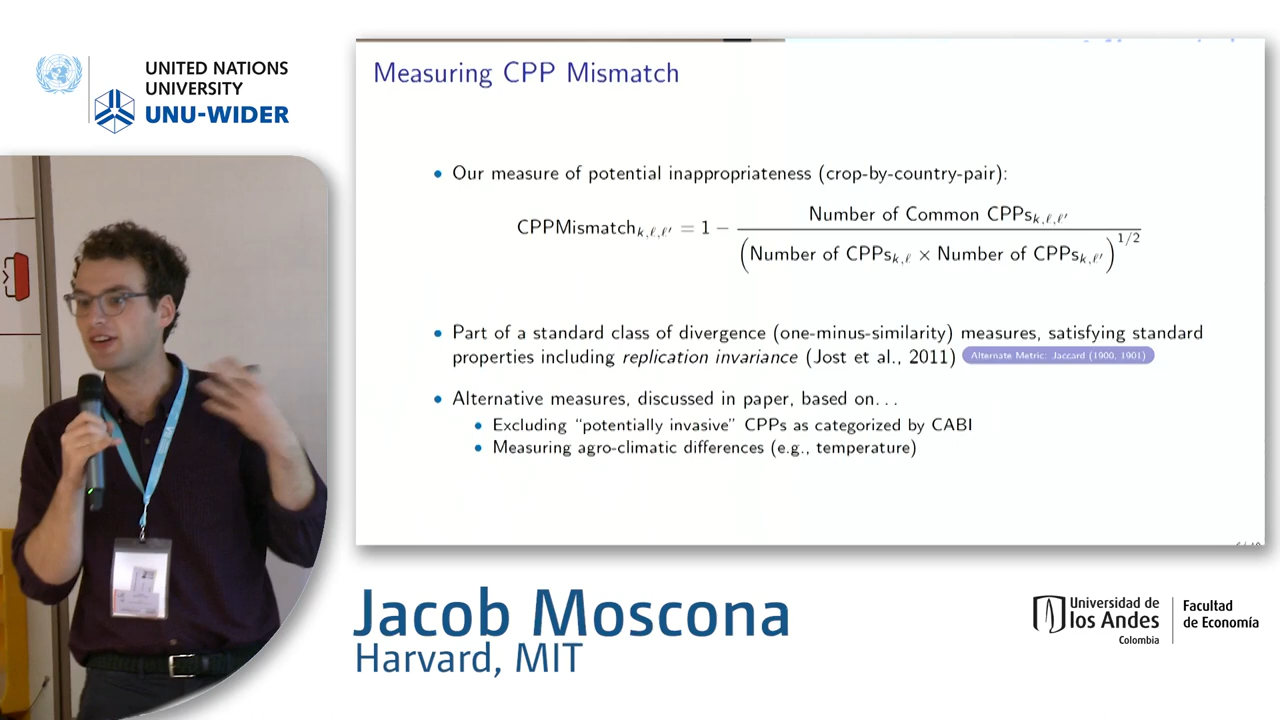 UNITED NATIONS
UNIVERSITY
UNU-WIDER
Measuring CPP Mismatch
• Our measure of potential inappropriateness (crop-by-country-pair):
CPPMismatchₖ,ℓ,ℓ′ = 1 − Number of Common CPPsₖ,ℓ,ℓ′ / (Number of CPPsₖ,ℓ × Number of CPPsₖ,ℓ′)^1/2
• Part of a standard class of divergence (one-minus-similarity) measures, satisfying standard
properties including replication invariance (Jost et al., 2011) Alternate Metric: Jaccard (1900, 1901)
• Alternative measures, discussed in paper, based on...
• Excluding “potentially invasive” CPPs as categorized by CABI
• Measuring agro-climatic differences (e.g., temperature)
Jacob Moscona
Harvard, MIT
Universidad de
los Andes
Colombia
Facultad
de Economía